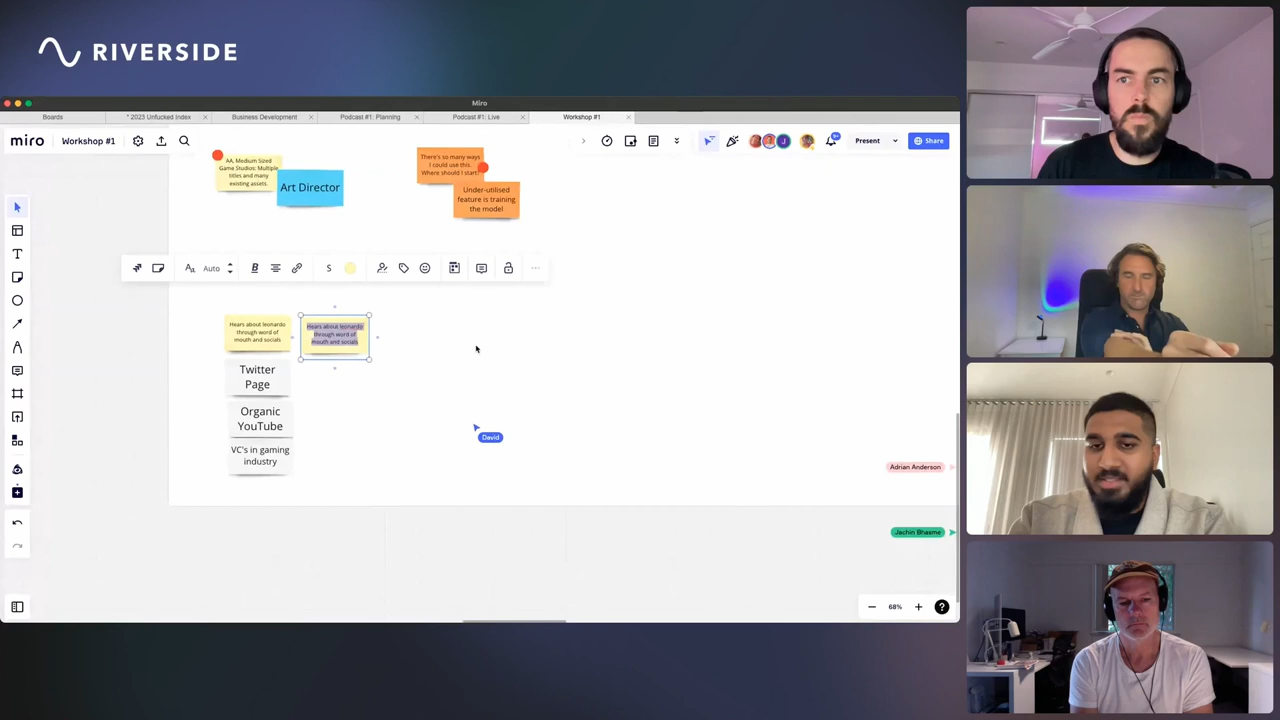 RIVERSIDE
Miro
Boards
* 2023 Unfucked Index
Business Development
Podcast #1: Planning
Podcast #1: Live
Workshop #1
miro
Workshop #1
Present
Share
AA, Medium Sized
Game Studios: Multiple
titles and many
existing assets.
Art Director
There's so many ways
I could use this.
Where should I start?
Under-utilised
feature is training
the model
Auto
B
S
Hears about leonardo
through word of
mouth and socials
Hears about leonardo
through word of
mouth and socials
Twitter
Page
Organic
YouTube
VC's in gaming
industry
David
Adrian Anderson
Jachin Bhasme
68%